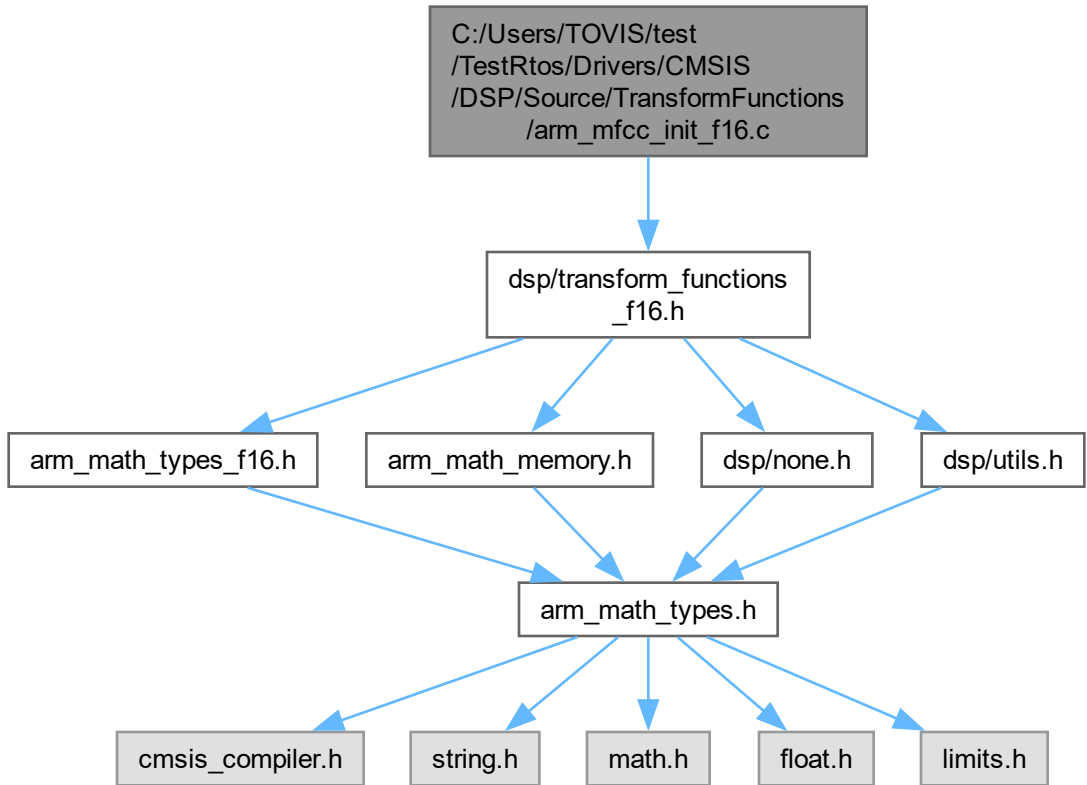 C:/Users/TOVIS/test
/TestRtos/Drivers/CMSIS
/DSP/Source/TransformFunctions
/arm_mfcc_init_f16.c
dsp/transform_functions
_f16.h
arm_math_types_f16.h
arm_math_memory.h
dsp/none.h
dsp/utils.h
arm_math_types.h
cmsis_compiler.h
string.h
math.h
float.h
limits.h